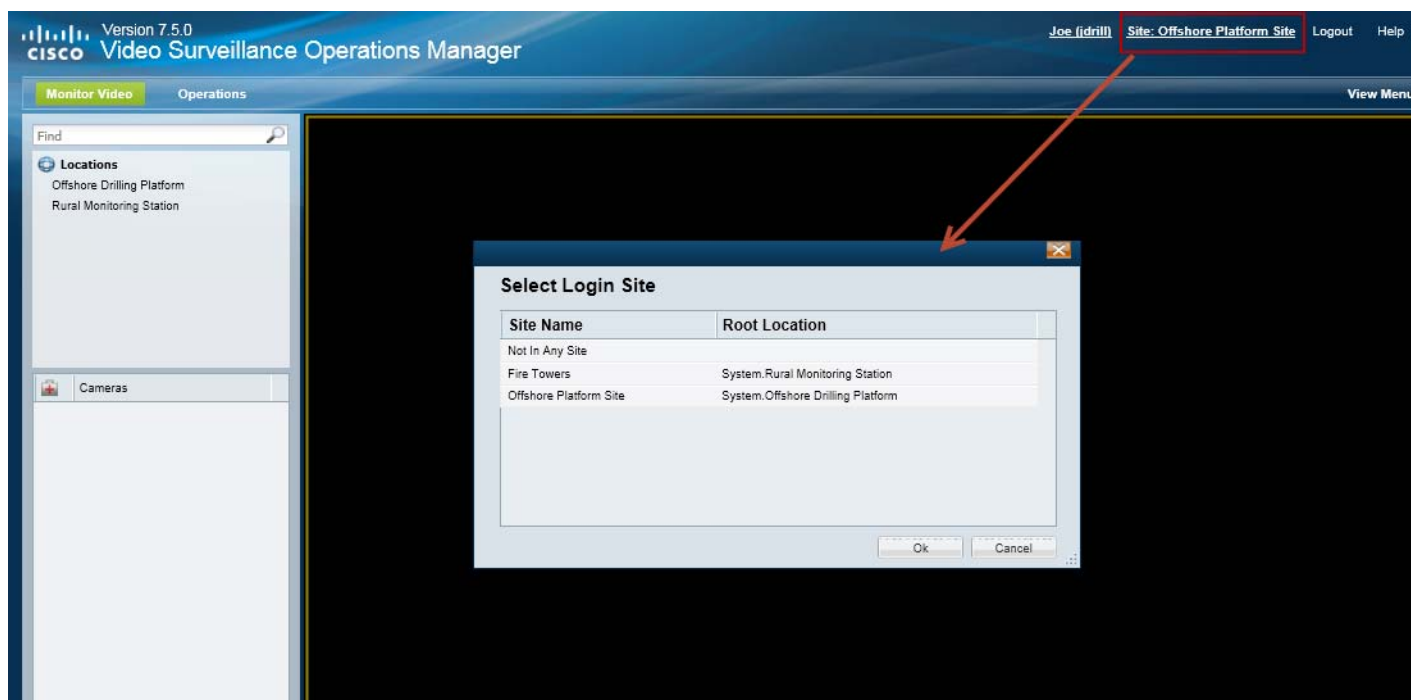 Version 7.5.0
CISCO Video Surveillance Operations Manager
Joe (jdrill) Site: Offshore Platform Site Logout Help
Monitor Video Operations View Menu
Find
Locations
Offshore Drilling Platform
Rural Monitoring Station
Cameras
Select Login Site
Site Name Root Location
Not In Any Site
Fire Towers System.Rural Monitoring Station
Offshore Platform Site System.Offshore Drilling Platform
Ok Cancel